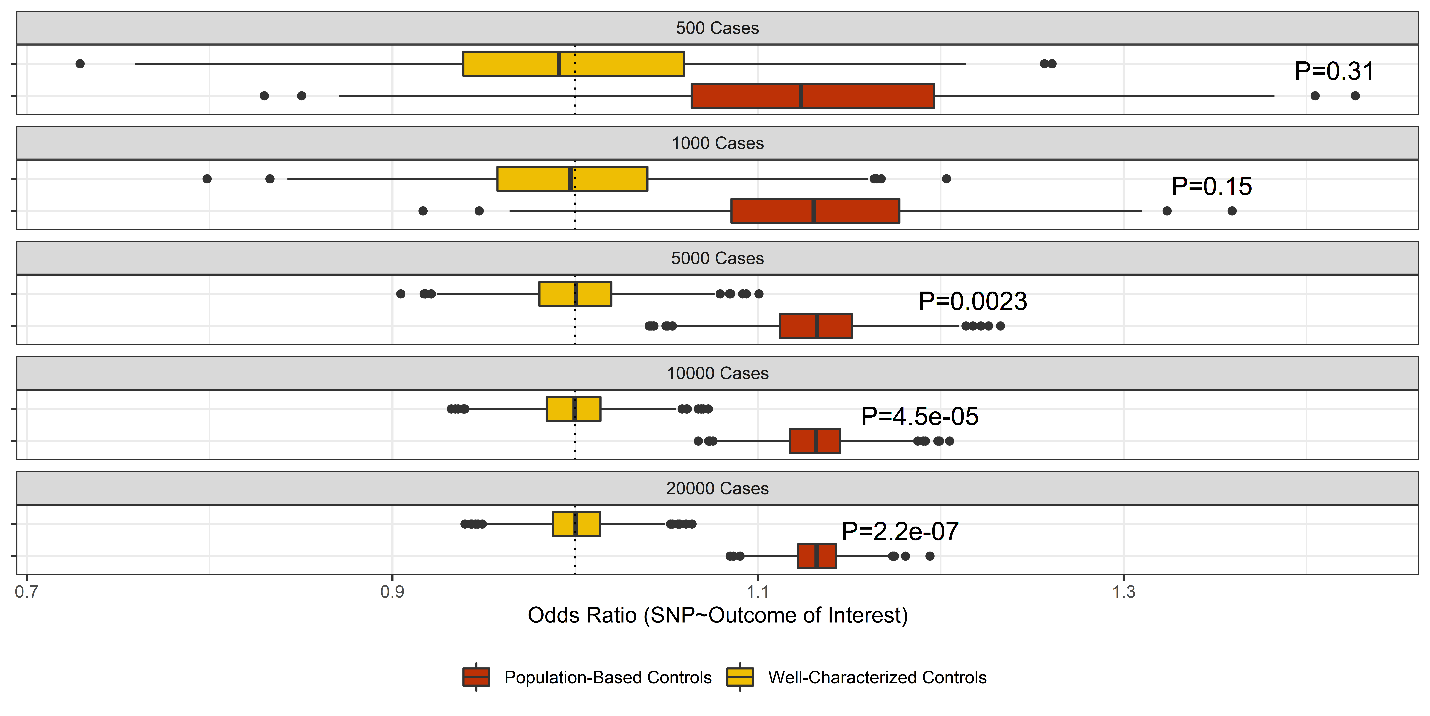 500 Cases
P=0.31
1000 Cases
P=0.15
5000 Cases
P=0.0023
10000 Cases
P=4.5e-05
20000 Cases
P=2.2e-07
0.7 0.9 1.1 1.3
Odds Ratio (SNP~Outcome of Interest)
Population-Based Controls Well-Characterized Controls